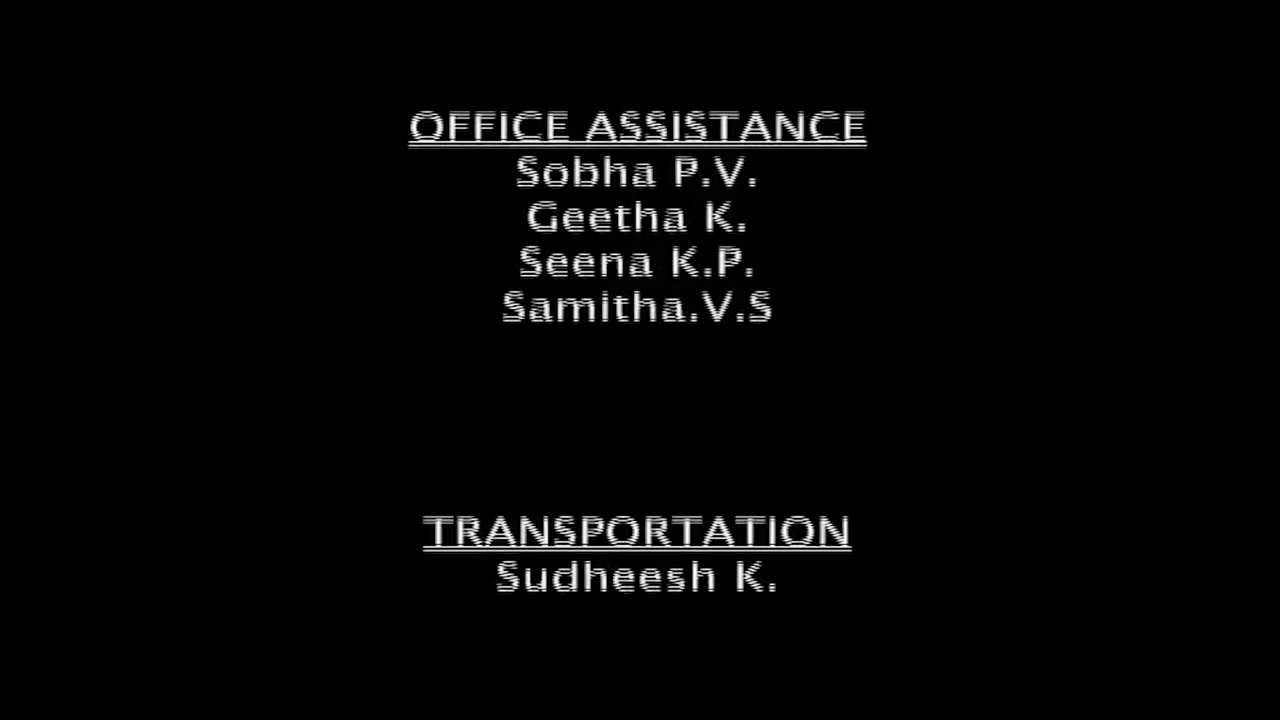 OFFICE ASSISTANCE
Sobha P.V.
Geetha K.
Seena K.P.
Samitha.V.S
TRANSPORTATION
Sudheesh K.